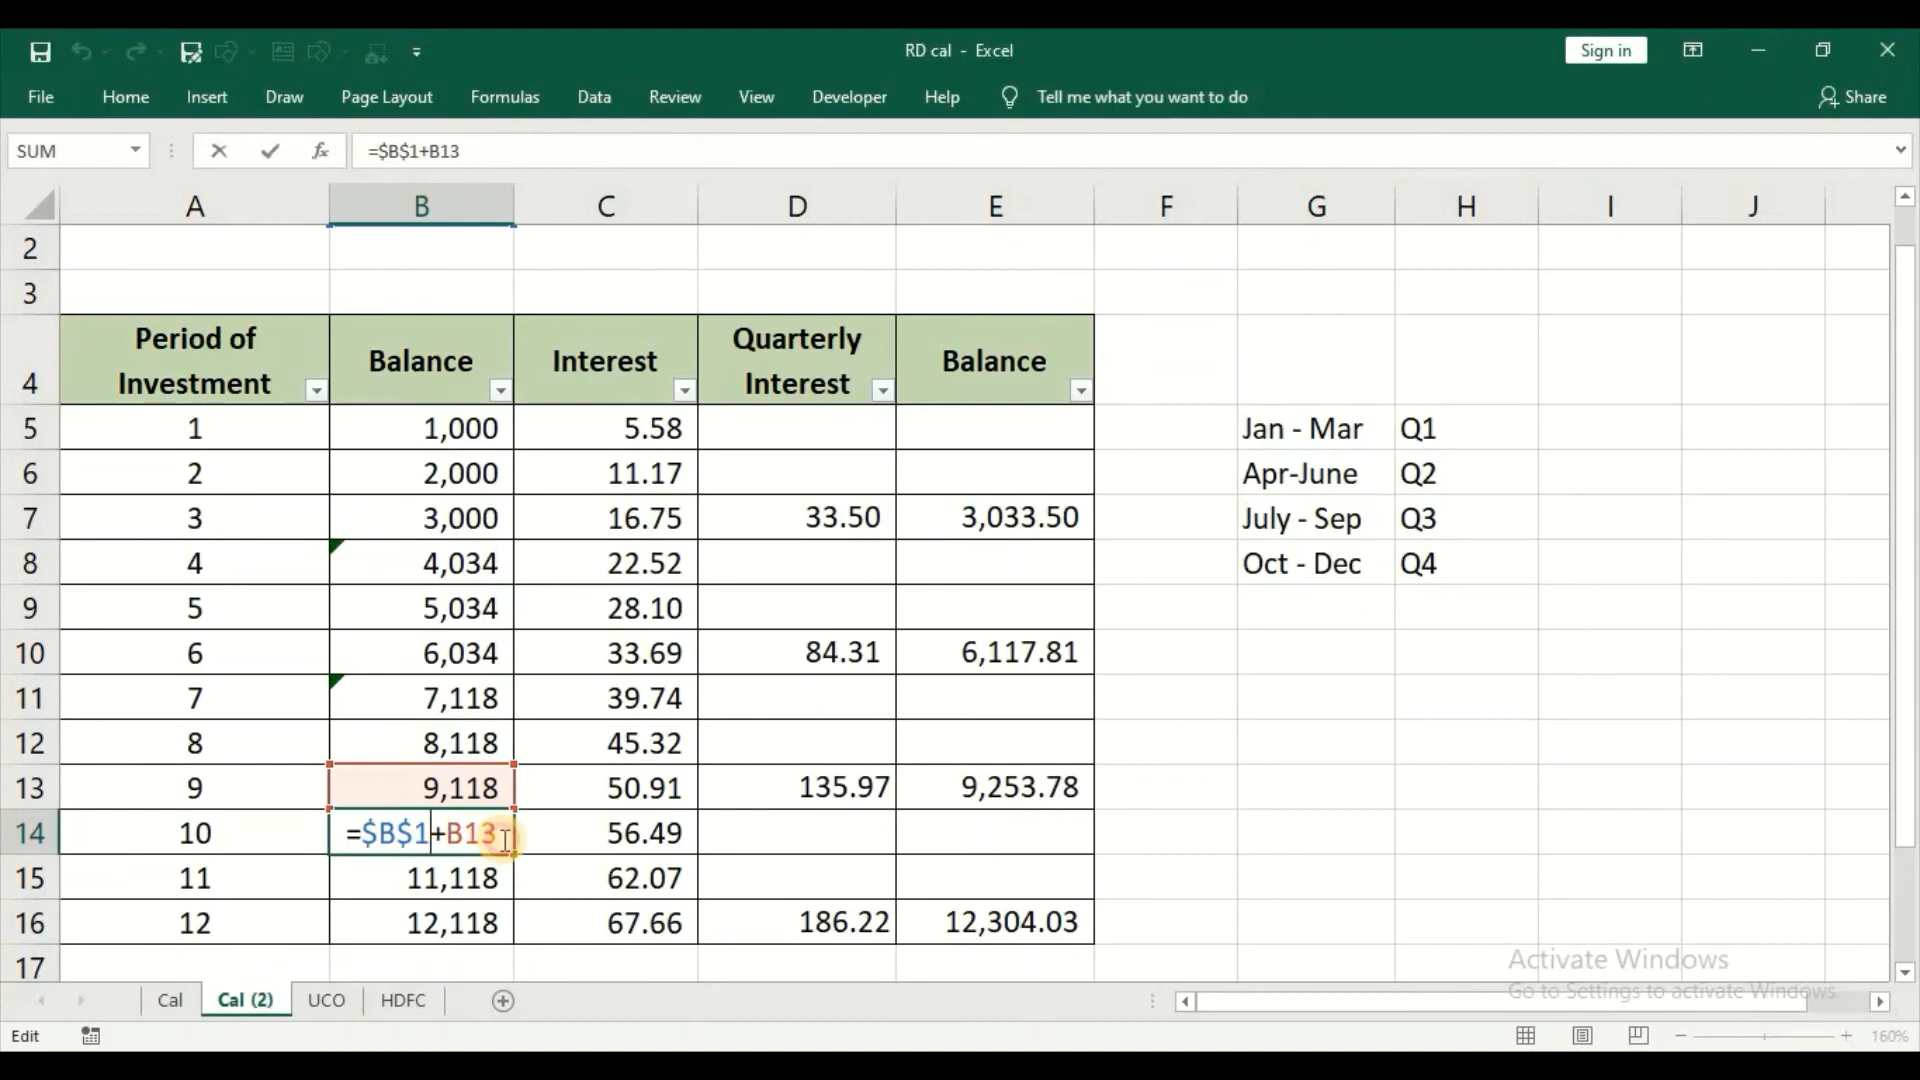 RD cal - Excel
Sign in
File Home Insert Draw Page Layout Formulas Data Review View Developer Help Tell me what you want to do Share
SUM fx =$B$1+B13
A B C D E F G H I J
2
3
4 Period of Investment Balance Interest Quarterly Interest Balance
5 1 1,000 5.58 Jan - Mar Q1
6 2 2,000 11.17 Apr-June Q2
7 3 3,000 16.75 33.50 3,033.50 July - Sep Q3
8 4 4,034 22.52 Oct - Dec Q4
9 5 5,034 28.10
10 6 6,034 33.69 84.31 6,117.81
11 7 7,118 39.74
12 8 8,118 45.32
13 9 9,118 50.91 135.97 9,253.78
14 10 =$B$1+B13 56.49
15 11 11,118 62.07
16 12 12,118 67.66 186.22 12,304.03
17
Activate Windows
Go to Settings to activate Windows.
Cal Cal (2) UCO HDFC
Edit 160%